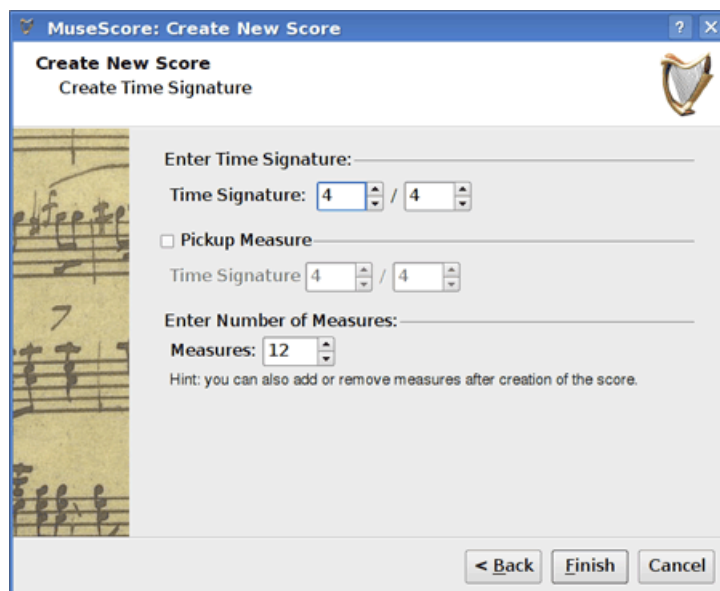 MuseScore: Create New Score ?
Create New Score
Create Time Signature
Enter Time Signature:
Time Signature: 4 / 4
Pickup Measure
Time Signature 4 / 4
7
Enter Number of Measures:
Measures: 12
Hint: you can also add or remove measures after creation of the score.
< Back Finish Cancel